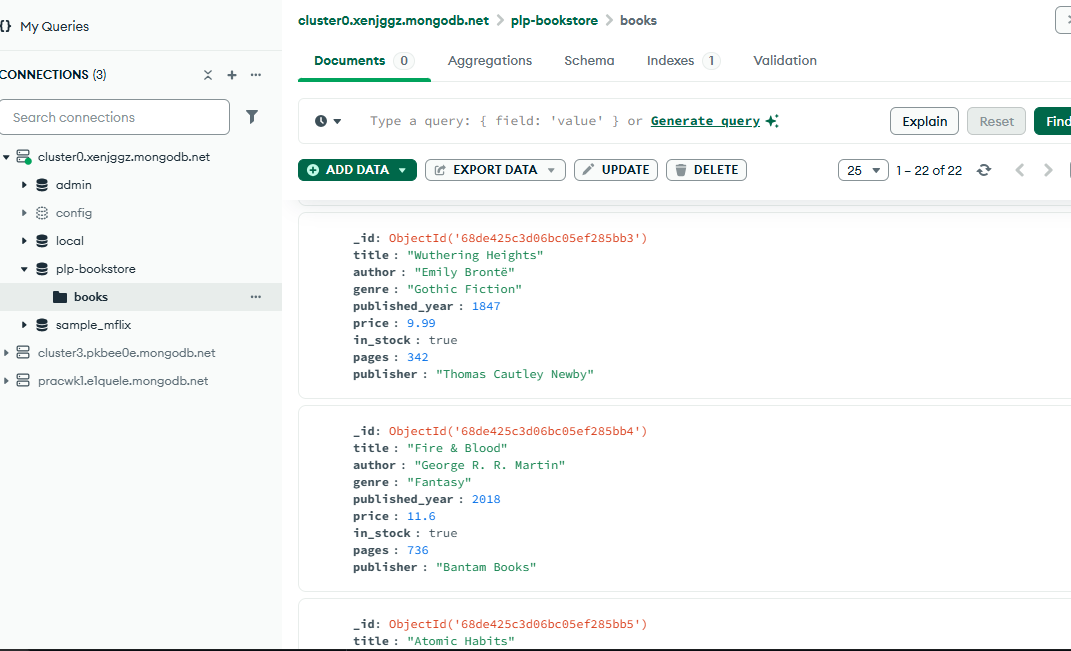 {} My Queries
CONNECTIONS (3)
Search connections
cluster0.xenjggz.mongodb.net
admin
config
local
plp-bookstore
books
sample_mflix
cluster3.pkbee0e.mongodb.net
pracwk1.e1quele.mongodb.net
cluster0.xenjggz.mongodb.net > plp-bookstore > books
Documents 0 Aggregations Schema Indexes 1 Validation
Type a query: { field: 'value' } or Generate query
Explain Reset Find
ADD DATA EXPORT DATA UPDATE DELETE 25 1 – 22 of 22
_id: ObjectId('68de425c3d06bc05ef285bb3')
title : "Wuthering Heights"
author : "Emily Brontë"
genre : "Gothic Fiction"
published_year : 1847
price : 9.99
in_stock : true
pages : 342
publisher : "Thomas Cautley Newby"
_id: ObjectId('68de425c3d06bc05ef285bb4')
title : "Fire & Blood"
author : "George R. R. Martin"
genre : "Fantasy"
published_year : 2018
price : 11.6
in_stock : true
pages : 736
publisher : "Bantam Books"
_id: ObjectId('68de425c3d06bc05ef285bb5')
title : "Atomic Habits"